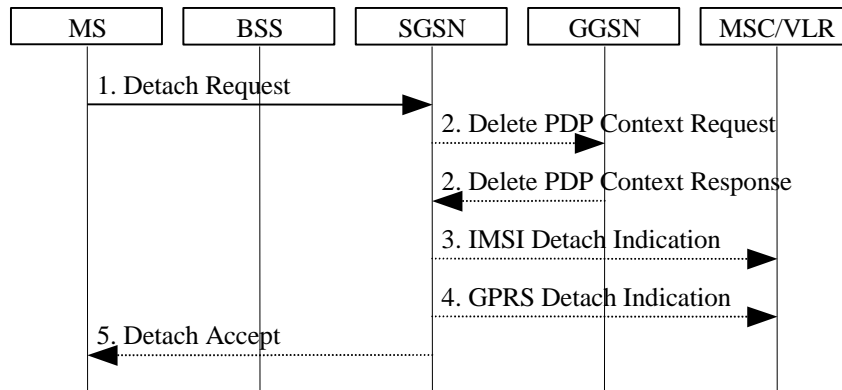 MS
BSS
SGSN
GGSN
MSC/VLR
1. Detach Request
2. Delete PDP Context Request
2. Delete PDP Context Response
3. IMSI Detach Indication
4. GPRS Detach Indication
5. Detach Accept